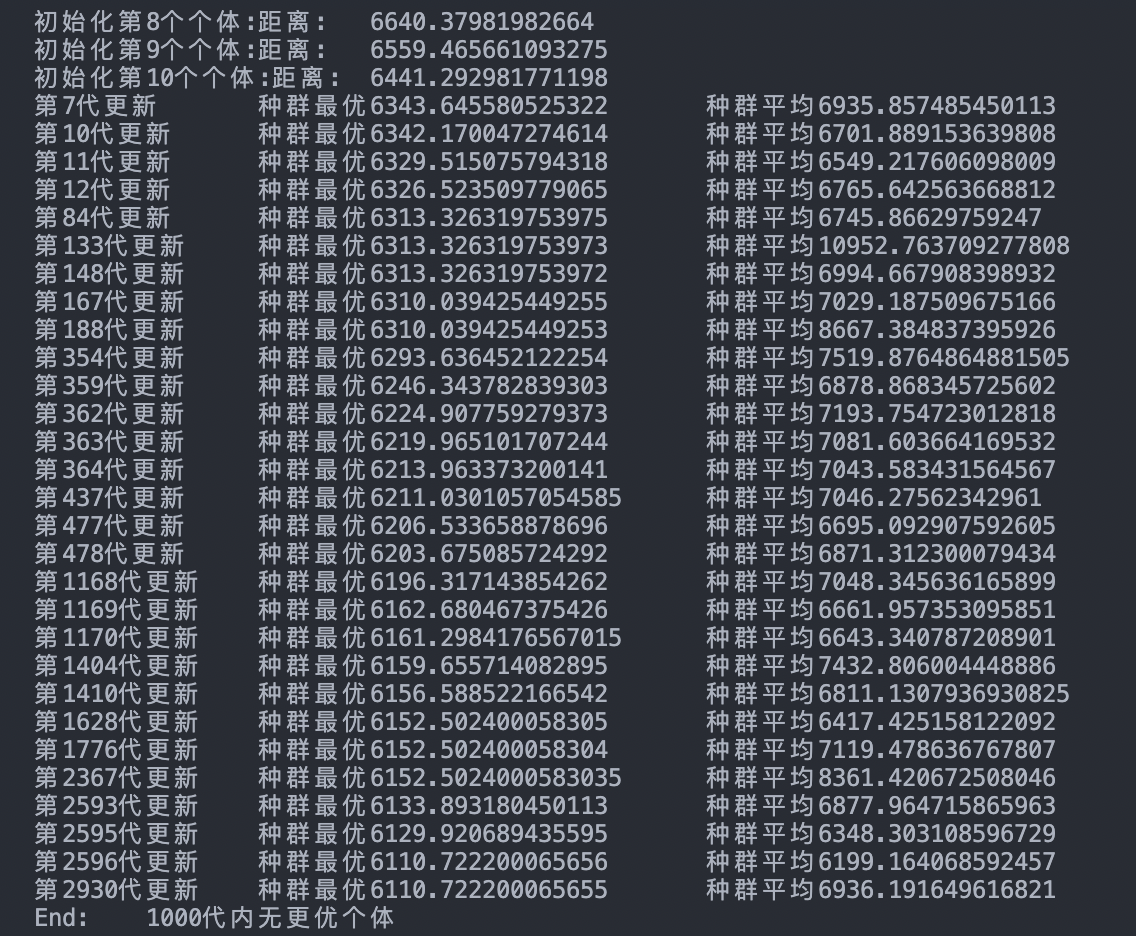 初始化第8个个体:距离: 6640.37981982664
初始化第9个个体:距离: 6559.465661093275
初始化第10个个体:距离: 6441.292981771198
第7代更新 种群最优6343.645580525322 种群平均6935.857485450113
第10代更新 种群最优6342.170047274614 种群平均6701.889153639808
第11代更新 种群最优6329.515075794318 种群平均6549.217606098009
第12代更新 种群最优6326.523509779065 种群平均6765.642563668812
第84代更新 种群最优6313.326319753975 种群平均6745.86629759247
第133代更新 种群最优6313.326319753973 种群平均10952.763709277808
第148代更新 种群最优6313.326319753972 种群平均6994.667908398932
第167代更新 种群最优6310.039425449255 种群平均7029.187509675166
第188代更新 种群最优6310.039425449253 种群平均8667.384837395926
第354代更新 种群最优6293.636452122254 种群平均7519.8764864881505
第359代更新 种群最优6246.343782839303 种群平均6878.868345725602
第362代更新 种群最优6224.907759279373 种群平均7193.754723012818
第363代更新 种群最优6219.965101707244 种群平均7081.603664169532
第364代更新 种群最优6213.963373200141 种群平均7043.583431564567
第437代更新 种群最优6211.0301057054585 种群平均7046.27562342961
第477代更新 种群最优6206.533658878696 种群平均6695.092907592605
第478代更新 种群最优6203.675085724292 种群平均6871.312300079434
第1168代更新 种群最优6196.317143854262 种群平均7048.345636165899
第1169代更新 种群最优6162.680467375426 种群平均6661.957353095851
第1170代更新 种群最优6161.2984176567015 种群平均6643.340787208901
第1404代更新 种群最优6159.655714082895 种群平均7432.806004448886
第1410代更新 种群最优6156.588522166542 种群平均6811.1307936930825
第1628代更新 种群最优6152.502400058305 种群平均6417.425158122092
第1776代更新 种群最优6152.502400058304 种群平均7119.478636767807
第2367代更新 种群最优6152.5024000583035 种群平均8361.420672508046
第2593代更新 种群最优6133.893180450113 种群平均6877.964715865963
第2595代更新 种群最优6129.920689435595 种群平均6348.303108596729
第2596代更新 种群最优6110.722200065656 种群平均6199.164068592457
第2930代更新 种群最优6110.722200065655 种群平均6936.191649616821
End: 1000代内无更优个体